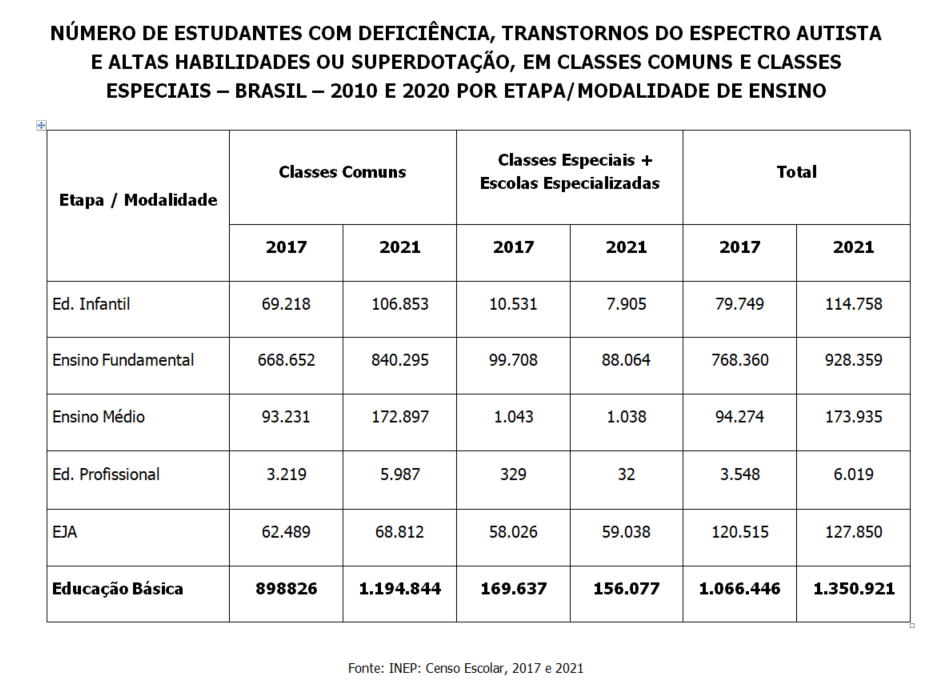 NÚMERO DE ESTUDANTES COM DEFICIÊNCIA, TRANSTORNOS DO ESPECTRO AUTISTA
E ALTAS HABILIDADES OU SUPERDOTAÇÃO, EM CLASSES COMUNS E CLASSES
ESPECIAIS – BRASIL – 2010 E 2020 POR ETAPA/MODALIDADE DE ENSINO
Etapa / Modalidade Classes Comuns Classes Especiais + Escolas Especializadas Total
2017 2021 2017 2021 2017 2021
Ed. Infantil 69.218 106.853 10.531 7.905 79.749 114.758
Ensino Fundamental 668.652 840.295 99.708 88.064 768.360 928.359
Ensino Médio 93.231 172.897 1.043 1.038 94.274 173.935
Ed. Profissional 3.219 5.987 329 32 3.548 6.019
EJA 62.489 68.812 58.026 59.038 120.515 127.850
Educação Básica 898826 1.194.844 169.637 156.077 1.066.446 1.350.921
Fonte: INEP: Censo Escolar, 2017 e 2021